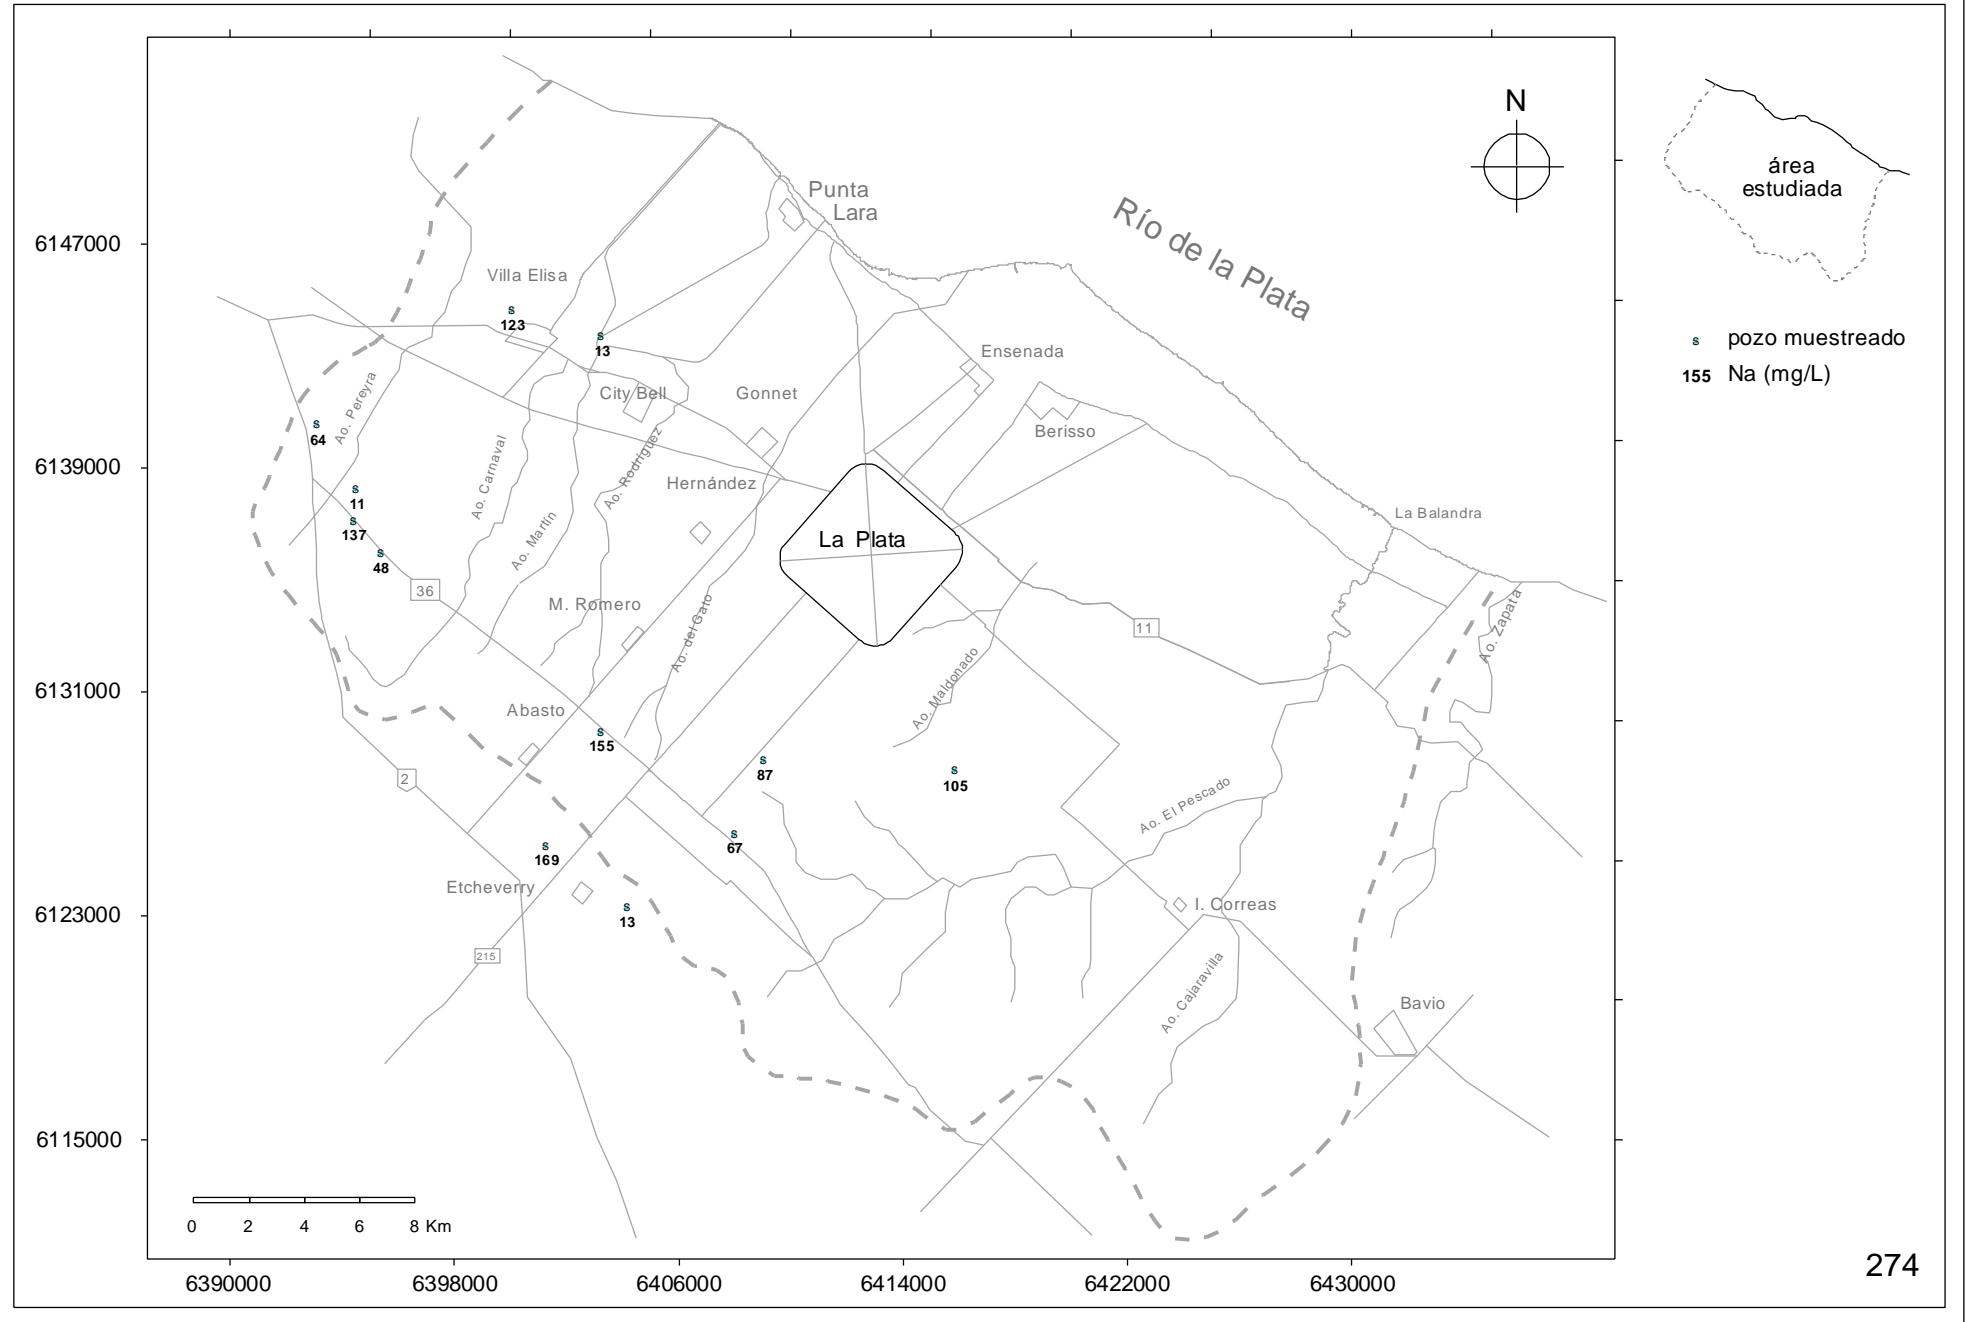 N
Punta
Lara
Río de la Plata
área
estudiada
6147000
Villa Elisa
s
123
s
13
s pozo muestreado
155 Na (mg/L)
Ensenada
City Bell
Gonnet
Ao. Pereyra
s
64
Berisso
6139000
Ao. Carnaval
Ao. Rodríguez
Hernández
s
11
s
137
Ao. Martín
La Plata
La Balandra
s
48
36
M. Romero
Ao. del Gato
11
Ao. Zapata
6131000
Ao. Maldonado
Abasto
s
155
s
87
s
105
2
Ao. El Pescado
s
67
s
169
Etcheverry
s
13
6123000
I. Correas
215
Ao. Cajaravilla
Bavio
6115000
0 2 4 6 8 Km
6390000 6398000 6406000 6414000 6422000 6430000
274